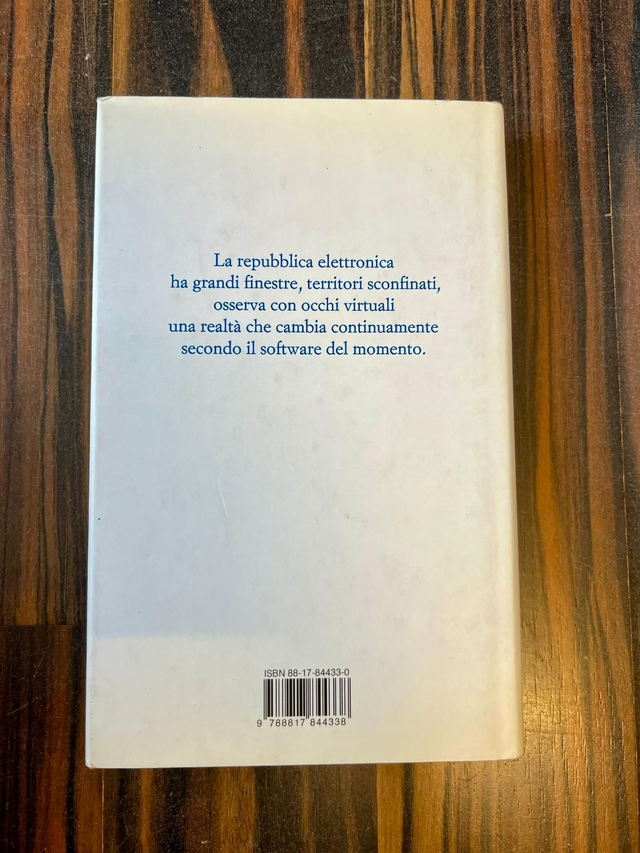 La repubblica elettronica
ha grandi finestre, territori sconfinati,
osserva con occhi virtuali
una realtà che cambia continuamente
secondo il software del momento.
ISBN 88-17-84433-0
9 788817 844338